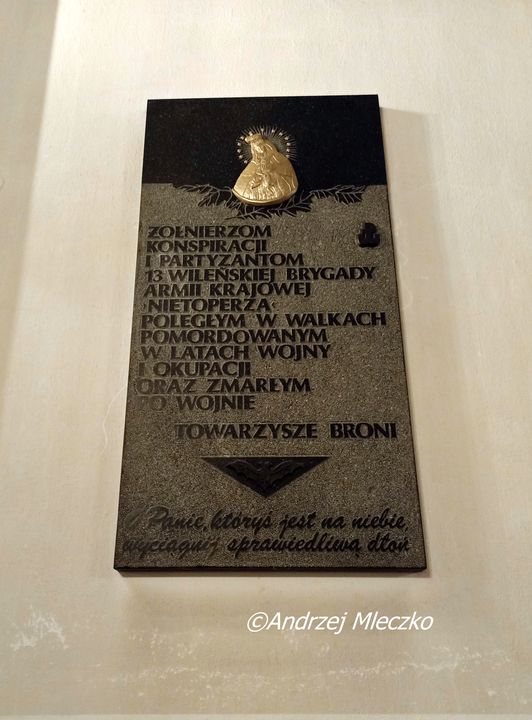 ŻOŁNIERZOM
KONSPIRACJI
I PARTYZANTOM
13 WILEŃSKIEJ BRYGADY
ARMII KRAJOWEJ
"NIETOPERZA"
POLEGŁYM W WALKACH
POMORDOWANYM
W LATACH WOJNY
I OKUPACJI
ORAZ ZMARŁYM
PO WOJNIE
TOWARZYSZE BRONI
O Panie, któryś jest na niebie,
wyciągnij sprawiedliwą dłoń
©Andrzej Mleczko